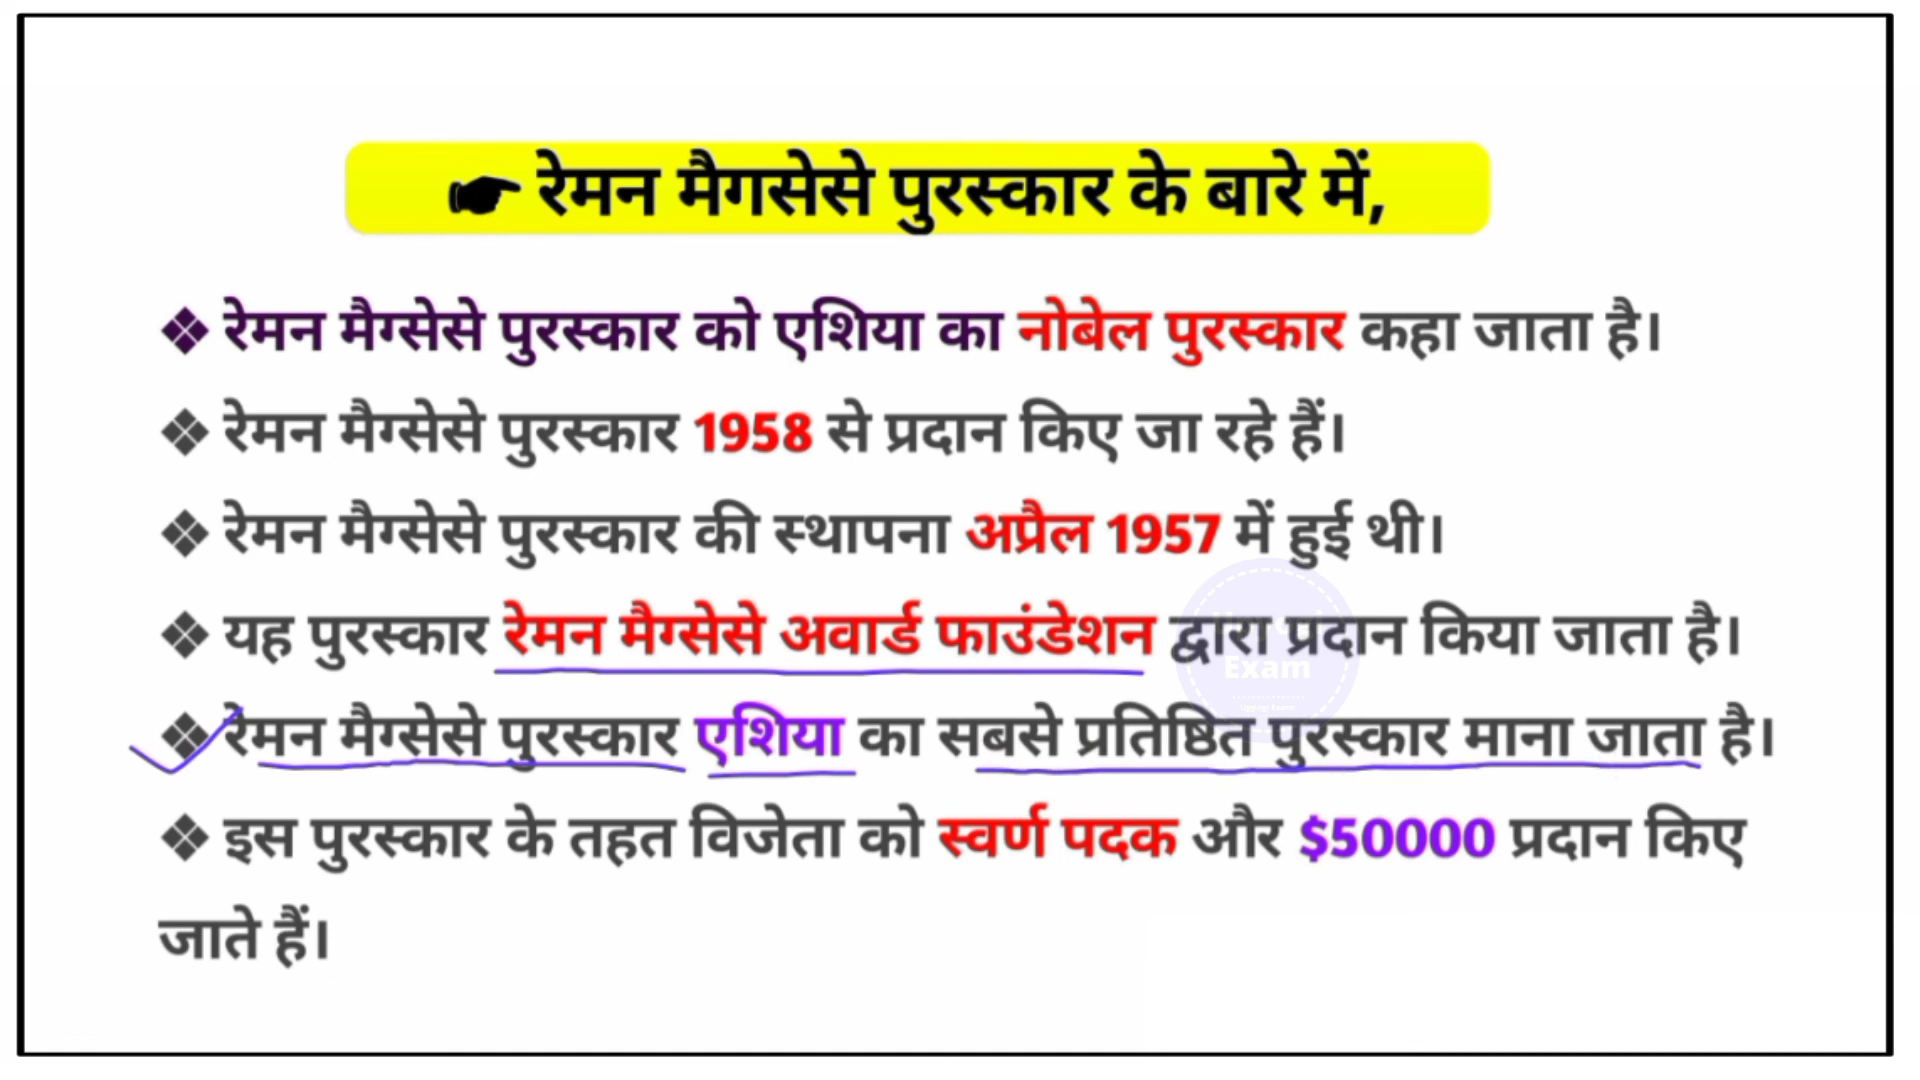 ☛ रेमन मैगसेसे पुरस्कार के बारे में,
❖ रेमन मैग्सेसे पुरस्कार को एशिया का नोबेल पुरस्कार कहा जाता है।
❖ रेमन मैग्सेसे पुरस्कार 1958 से प्रदान किए जा रहे हैं।
❖ रेमन मैग्सेसे पुरस्कार की स्थापना अप्रैल 1957 में हुई थी।
❖ यह पुरस्कार रेमन मैग्सेसे अवार्ड फाउंडेशन द्वारा प्रदान किया जाता है।
Exam
❖ रेमन मैग्सेसे पुरस्कार एशिया का सबसे प्रतिष्ठित पुरस्कार माना जाता है।
❖ इस पुरस्कार के तहत विजेता को स्वर्ण पदक और $50000 प्रदान किए
जाते हैं।